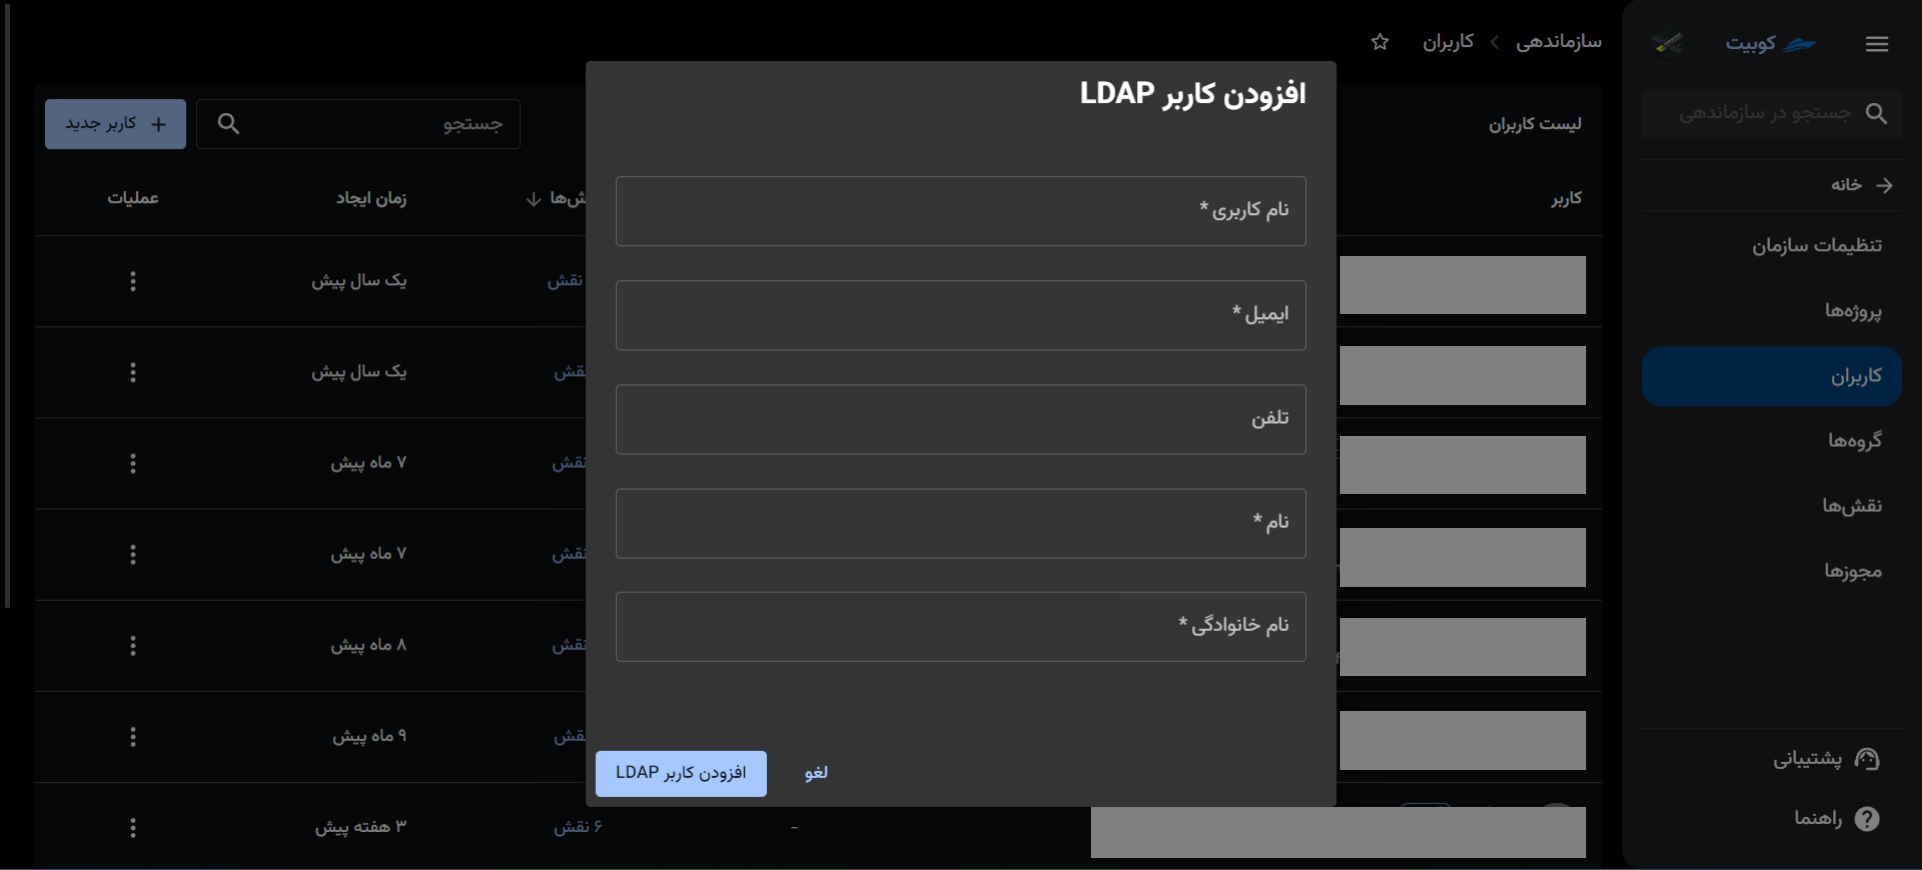 کوبیت
جستجو در سازماندهی
خانه
تنظیمات سازمان
پروژه‌ها
کاربران
گروه‌ها
نقش‌ها
مجوزها
پشتیبانی
راهنما
سازماندهی
کاربران
لیست کاربران
جستجو
کاربر جدید
کاربر
زمان ایجاد
عملیات
نقش
یک سال پیش
نقش
یک سال پیش
نقش
۷ ماه پیش
نقش
۷ ماه پیش
نقش
۸ ماه پیش
نقش
۹ ماه پیش
-
۶ نقش
۳ هفته پیش
افزودن کاربر LDAP
نام کاربری *
ایمیل *
تلفن
نام *
نام خانوادگی *
لغو
افزودن کاربر LDAP